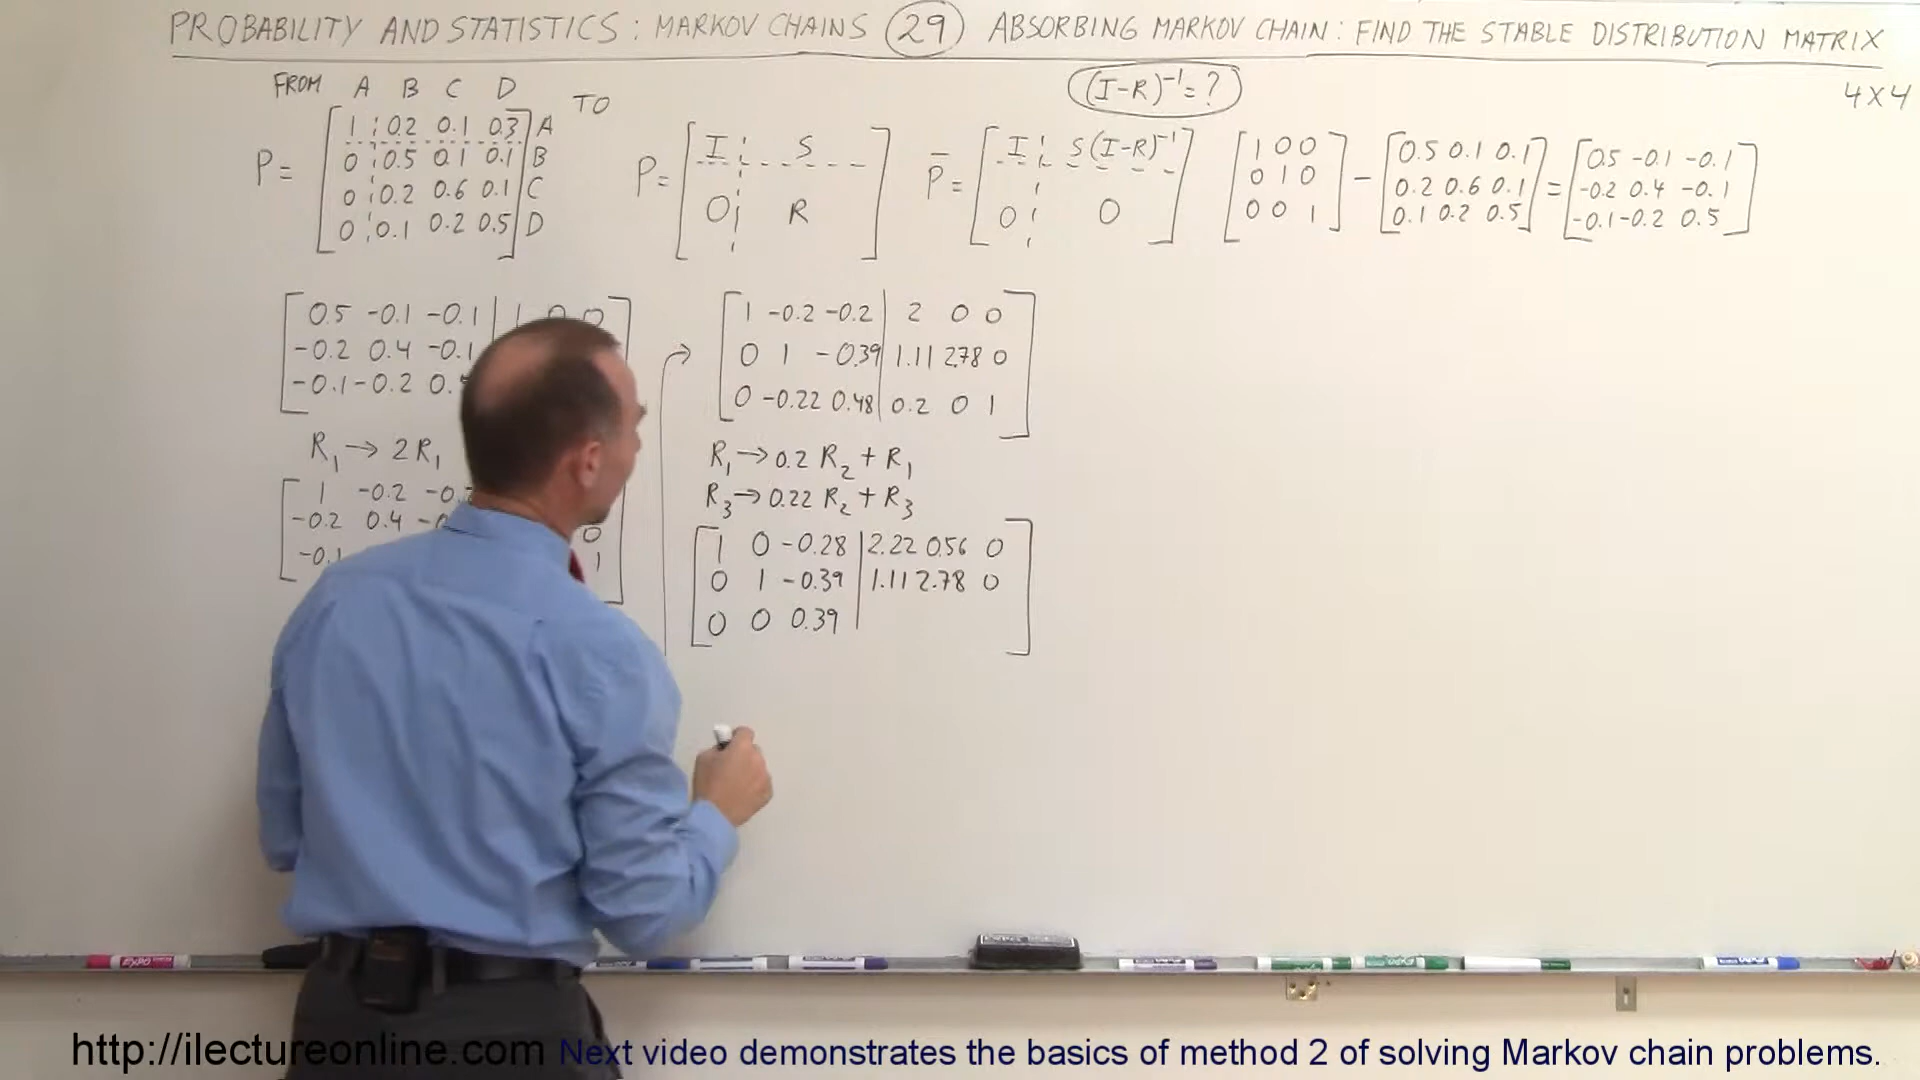 PROBABILITY AND STATISTICS : MARKOV CHAINS 29 ABSORBING MARKOV CHAIN : FIND THE STABLE DISTRIBUTION MATRIX
4X4
FROM A B C D TO
P =
1 0.2 0.1 0.3 A
0 0.5 0.1 0.1 B
0 0.2 0.6 0.1 C
0 0.1 0.2 0.5 D
P =
I S
O R
(I-R)⁻¹ = ?
P̅ =
I S(I-R)⁻¹
O O
1 0 0
0 1 0
0 0 1
−
0.5 0.1 0.1
0.2 0.6 0.1
0.1 0.2 0.5
=
0.5 -0.1 -0.1
-0.2 0.4 -0.1
-0.1 -0.2 0.5
0.5 -0.1 -0.1 | 1 0 0
-0.2 0.4 -0.1
-0.1 -0.2 0.
R₁ → 2R₁
1 -0.2 -0.
-0.2 0.4 0
-0.1 1
→
1 -0.2 -0.2 | 2 0 0
0 1 -0.39 | 1.11 2.78 0
0 -0.22 0.48 | 0.2 0 1
R₁ → 0.2 R₂ + R₁
R₃ → 0.22 R₂ + R₃
1 0 -0.28 | 2.22 0.56 0
0 1 -0.39 | 1.11 2.78 0
0 0 0.39 |
http://ilectureonline.com Next video demonstrates the basics of method 2 of solving Markov chain problems.